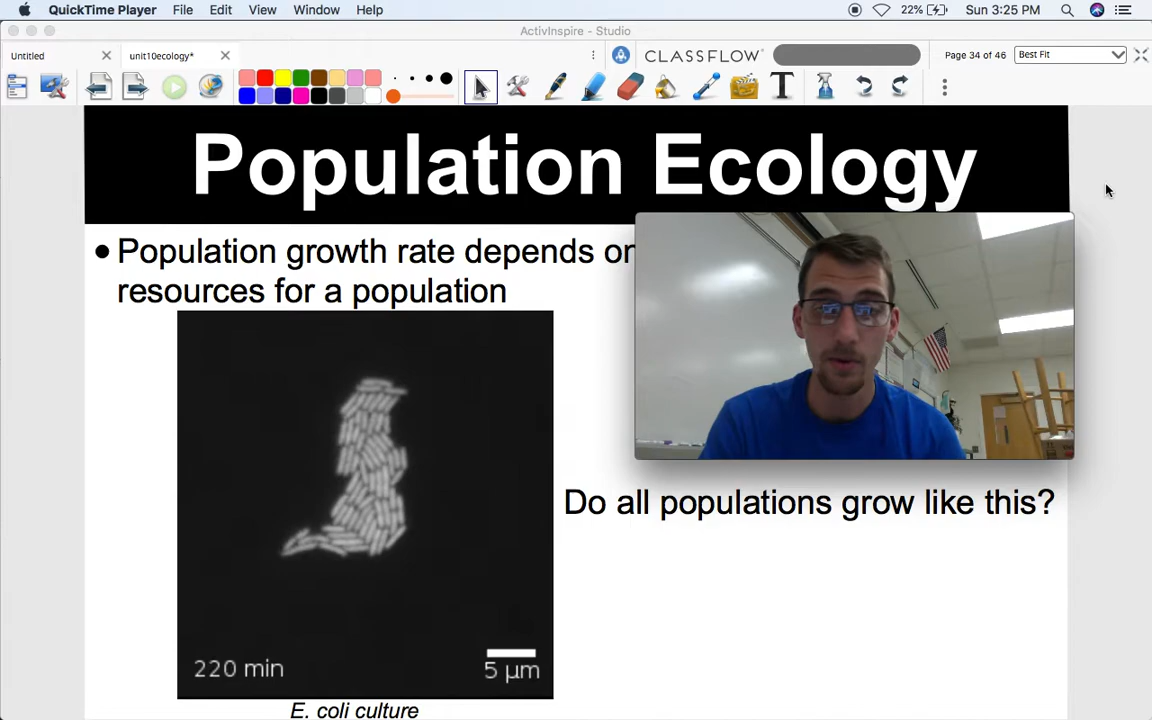 QuickTime Player File Edit View Window Help 22% Sun 3:25 PM
ActivInspire - Studio
Untitled unit10ecology* CLASSFLOW Page 34 of 46 Best Fit
T
Population Ecology
• Population growth rate depends on
resources for a population
Do all populations grow like this?
220 min 5 µm
E. coli culture